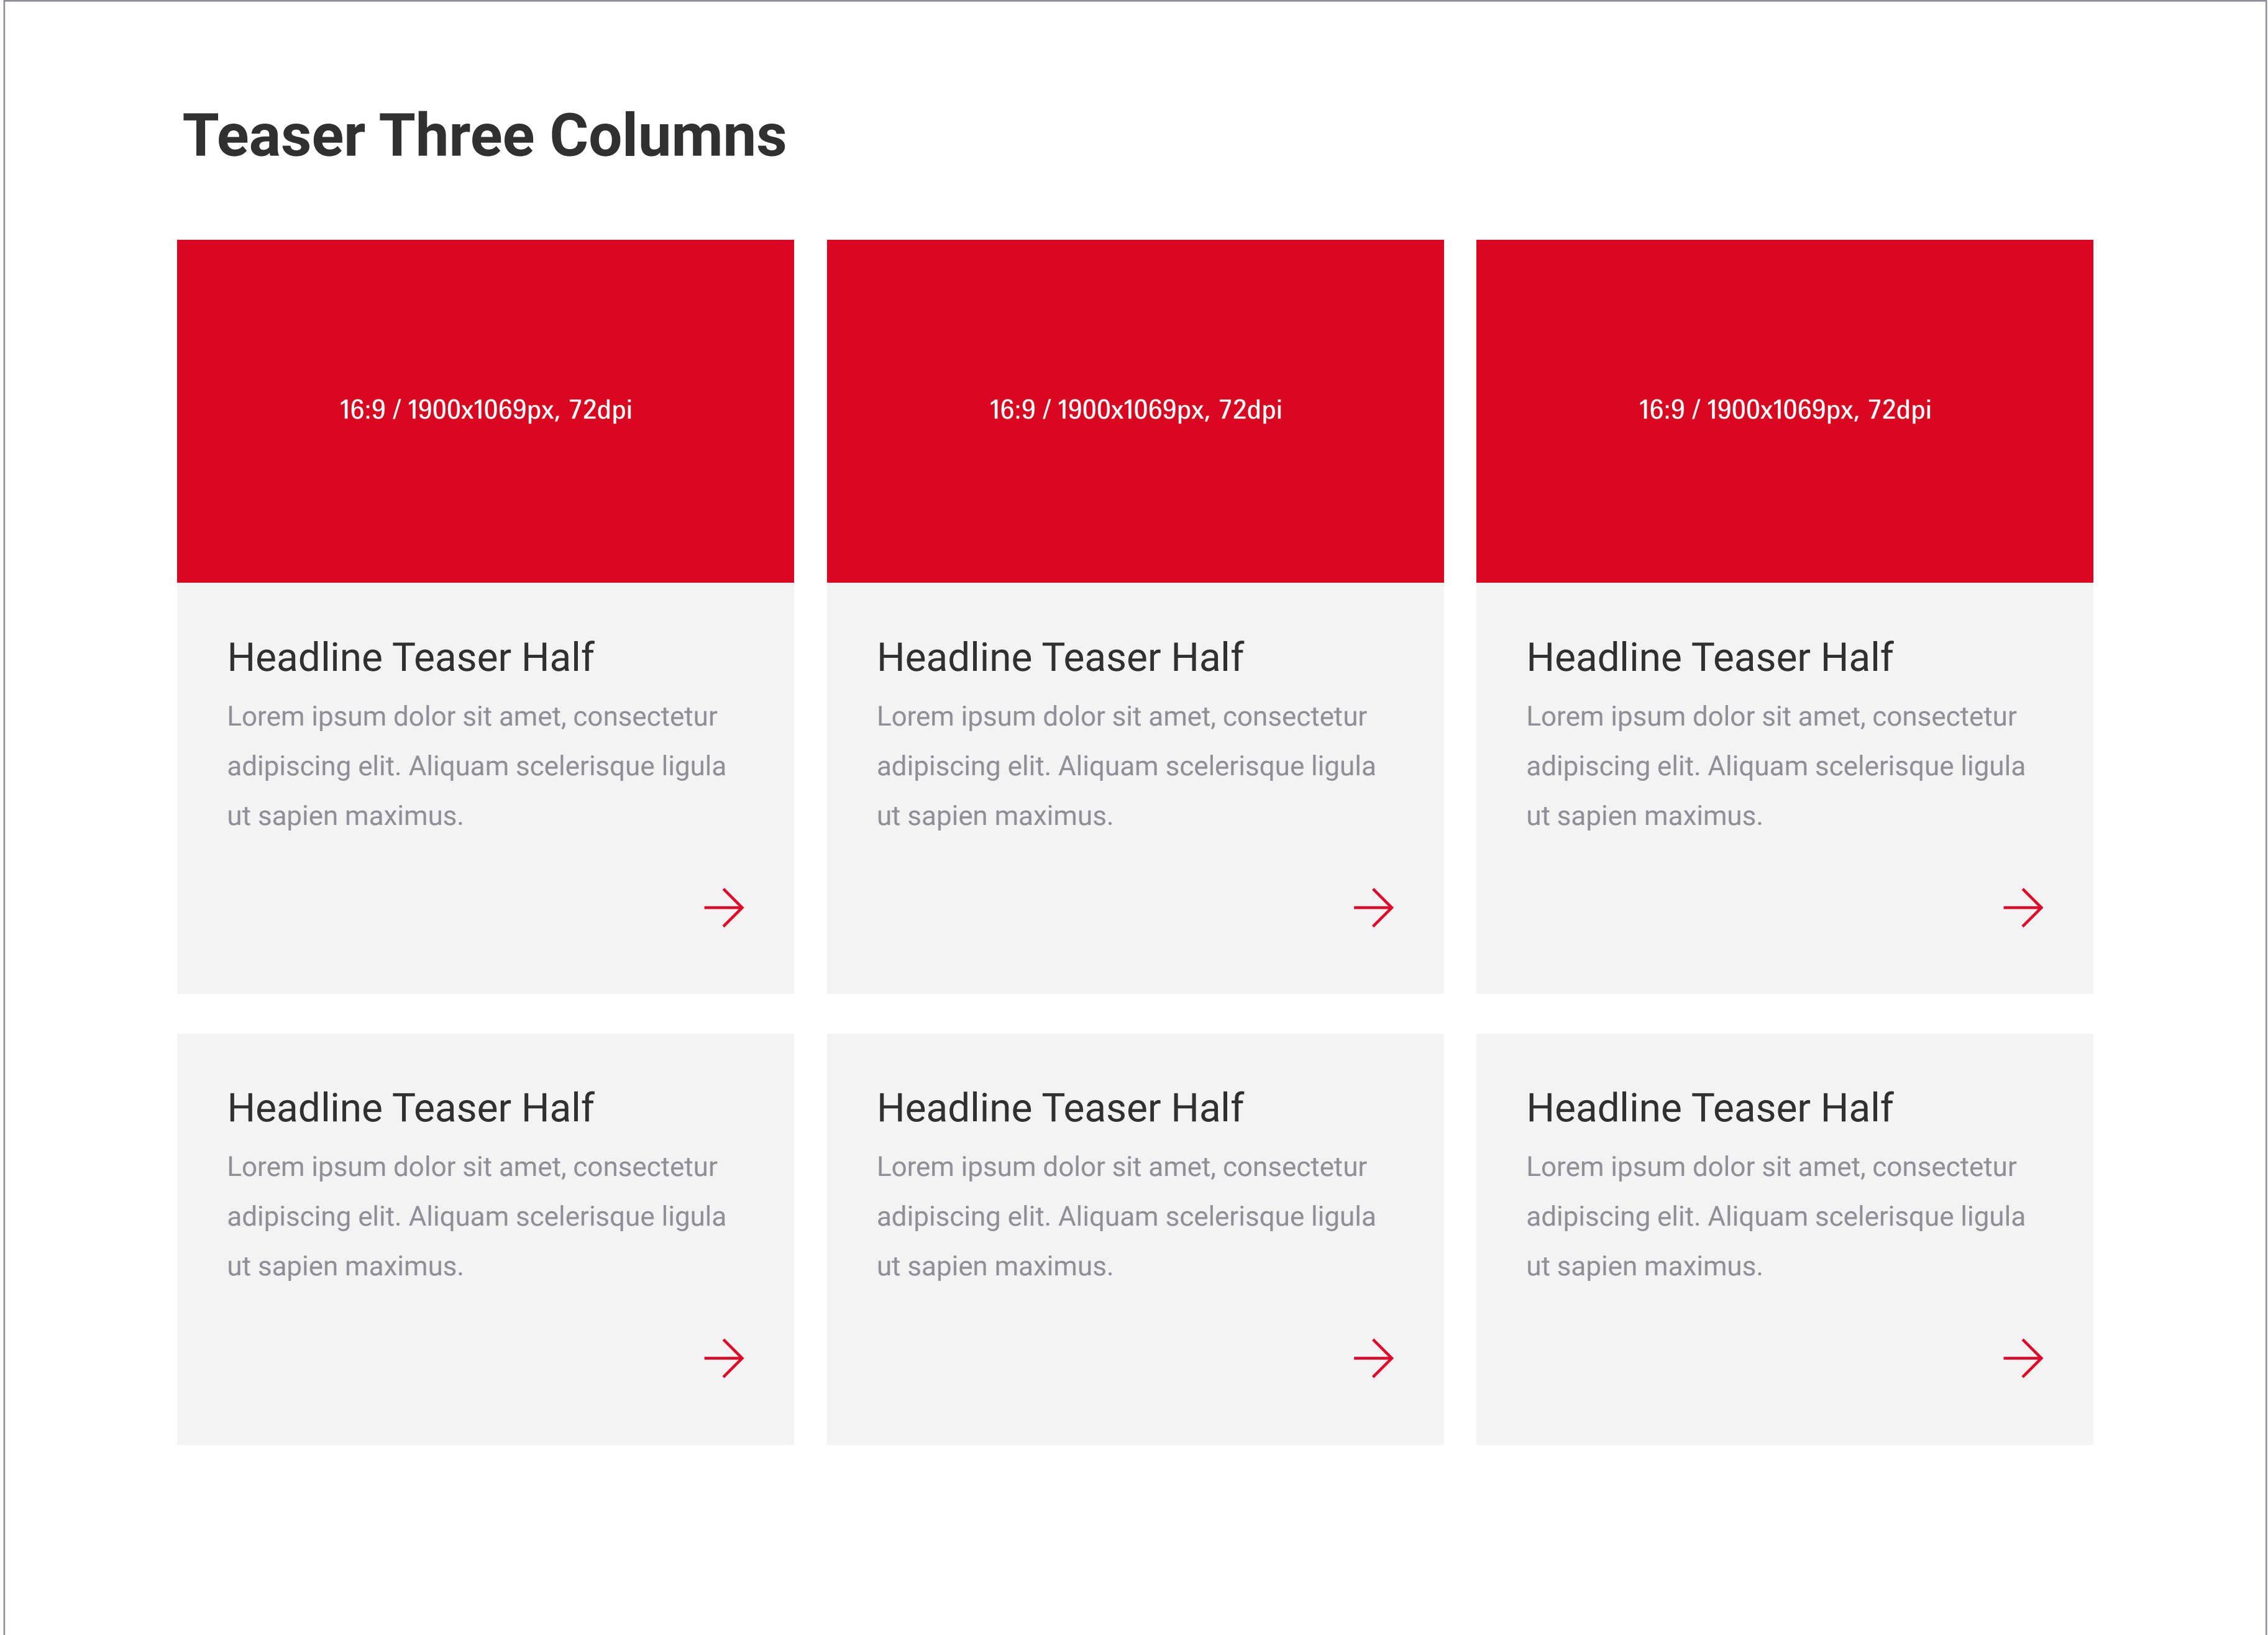 Teaser Three Columns
16:9 / 1900x1069px, 72dpi
16:9 / 1900x1069px, 72dpi
16:9 / 1900x1069px, 72dpi
Headline Teaser Half
Lorem ipsum dolor sit amet, consectetur
adipiscing elit. Aliquam scelerisque ligula
ut sapien maximus.
Headline Teaser Half
Lorem ipsum dolor sit amet, consectetur
adipiscing elit. Aliquam scelerisque ligula
ut sapien maximus.
Headline Teaser Half
Lorem ipsum dolor sit amet, consectetur
adipiscing elit. Aliquam scelerisque ligula
ut sapien maximus.
Headline Teaser Half
Lorem ipsum dolor sit amet, consectetur
adipiscing elit. Aliquam scelerisque ligula
ut sapien maximus.
Headline Teaser Half
Lorem ipsum dolor sit amet, consectetur
adipiscing elit. Aliquam scelerisque ligula
ut sapien maximus.
Headline Teaser Half
Lorem ipsum dolor sit amet, consectetur
adipiscing elit. Aliquam scelerisque ligula
ut sapien maximus.